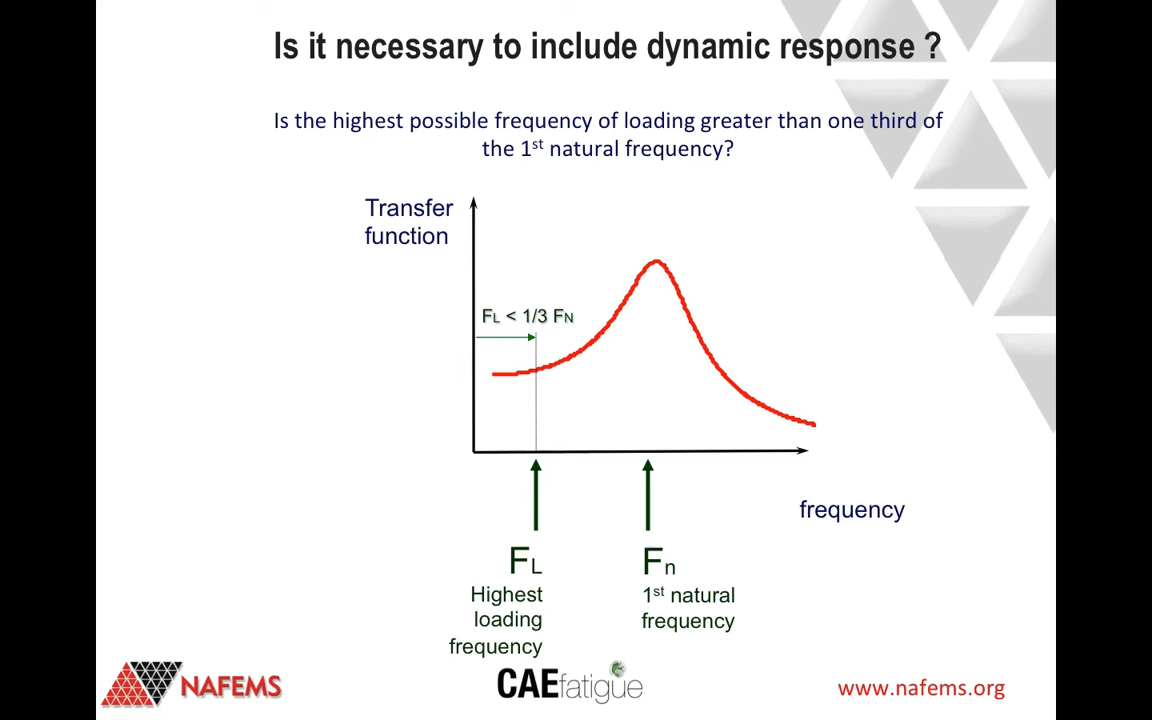 Is it necessary to include dynamic response ?
Is the highest possible frequency of loading greater than one third of
the 1st natural frequency?
Transfer
function
FL < 1/3 FN
frequency
FL
Highest
loading
frequency
Fn
1st natural
frequency
NAFEMS
CAEfatigue
www.nafems.org